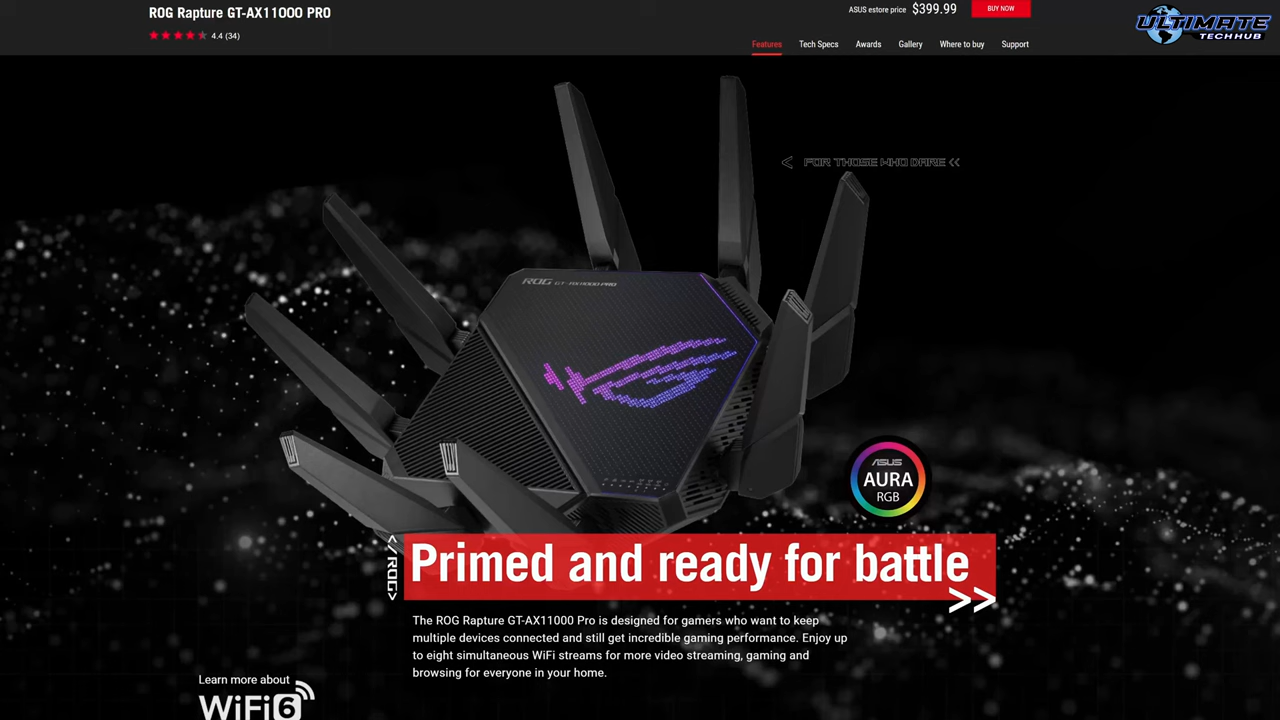 ROG Rapture GT-AX11000 PRO
4.4 (34)
ASUS estore price $399.99
BUY NOW
ULTIMATE
TECHHUB
Features Tech Specs Awards Gallery Where to buy Support
< FOR THOSE WHO DARE <<
ROG GT-AX11000 PRO
ASUS
AURA
RGB
</ROG>
Primed and ready for battle
>>
The ROG Rapture GT-AX11000 Pro is designed for gamers who want to keep
multiple devices connected and still get incredible gaming performance. Enjoy up
to eight simultaneous WiFi streams for more video streaming, gaming and
browsing for everyone in your home.
Learn more about
WiFi 6